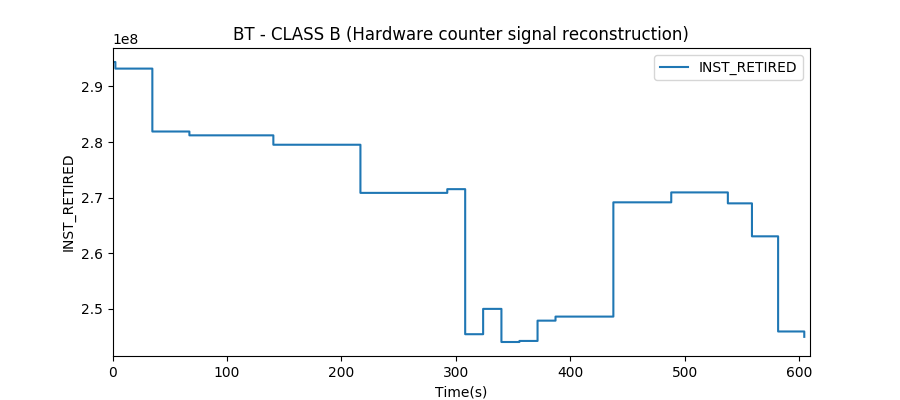 BT - CLASS B (Hardware counter signal reconstruction)
1e8
INST_RETIRED
2.9
2.8
2.7
2.6
2.5
INST_RETIRED
0 100 200 300 400 500 600
Time(s)